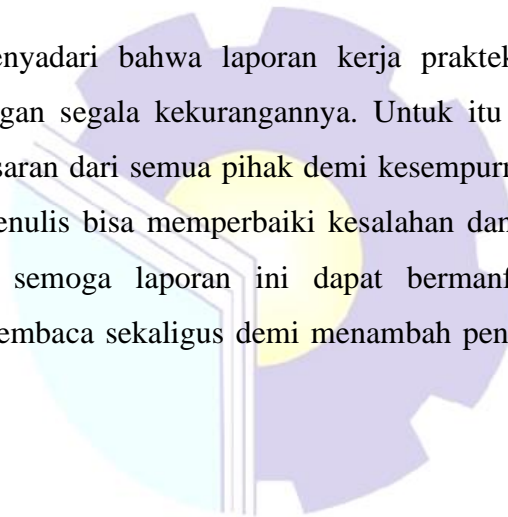 enyadari bahwa laporan kerja praktek
gan segala kekurangannya. Untuk itu
saran dari semua pihak demi kesempurn
enulis bisa memperbaiki kesalahan dan
semoga laporan ini dapat bermanf
embaca sekaligus demi menambah pen